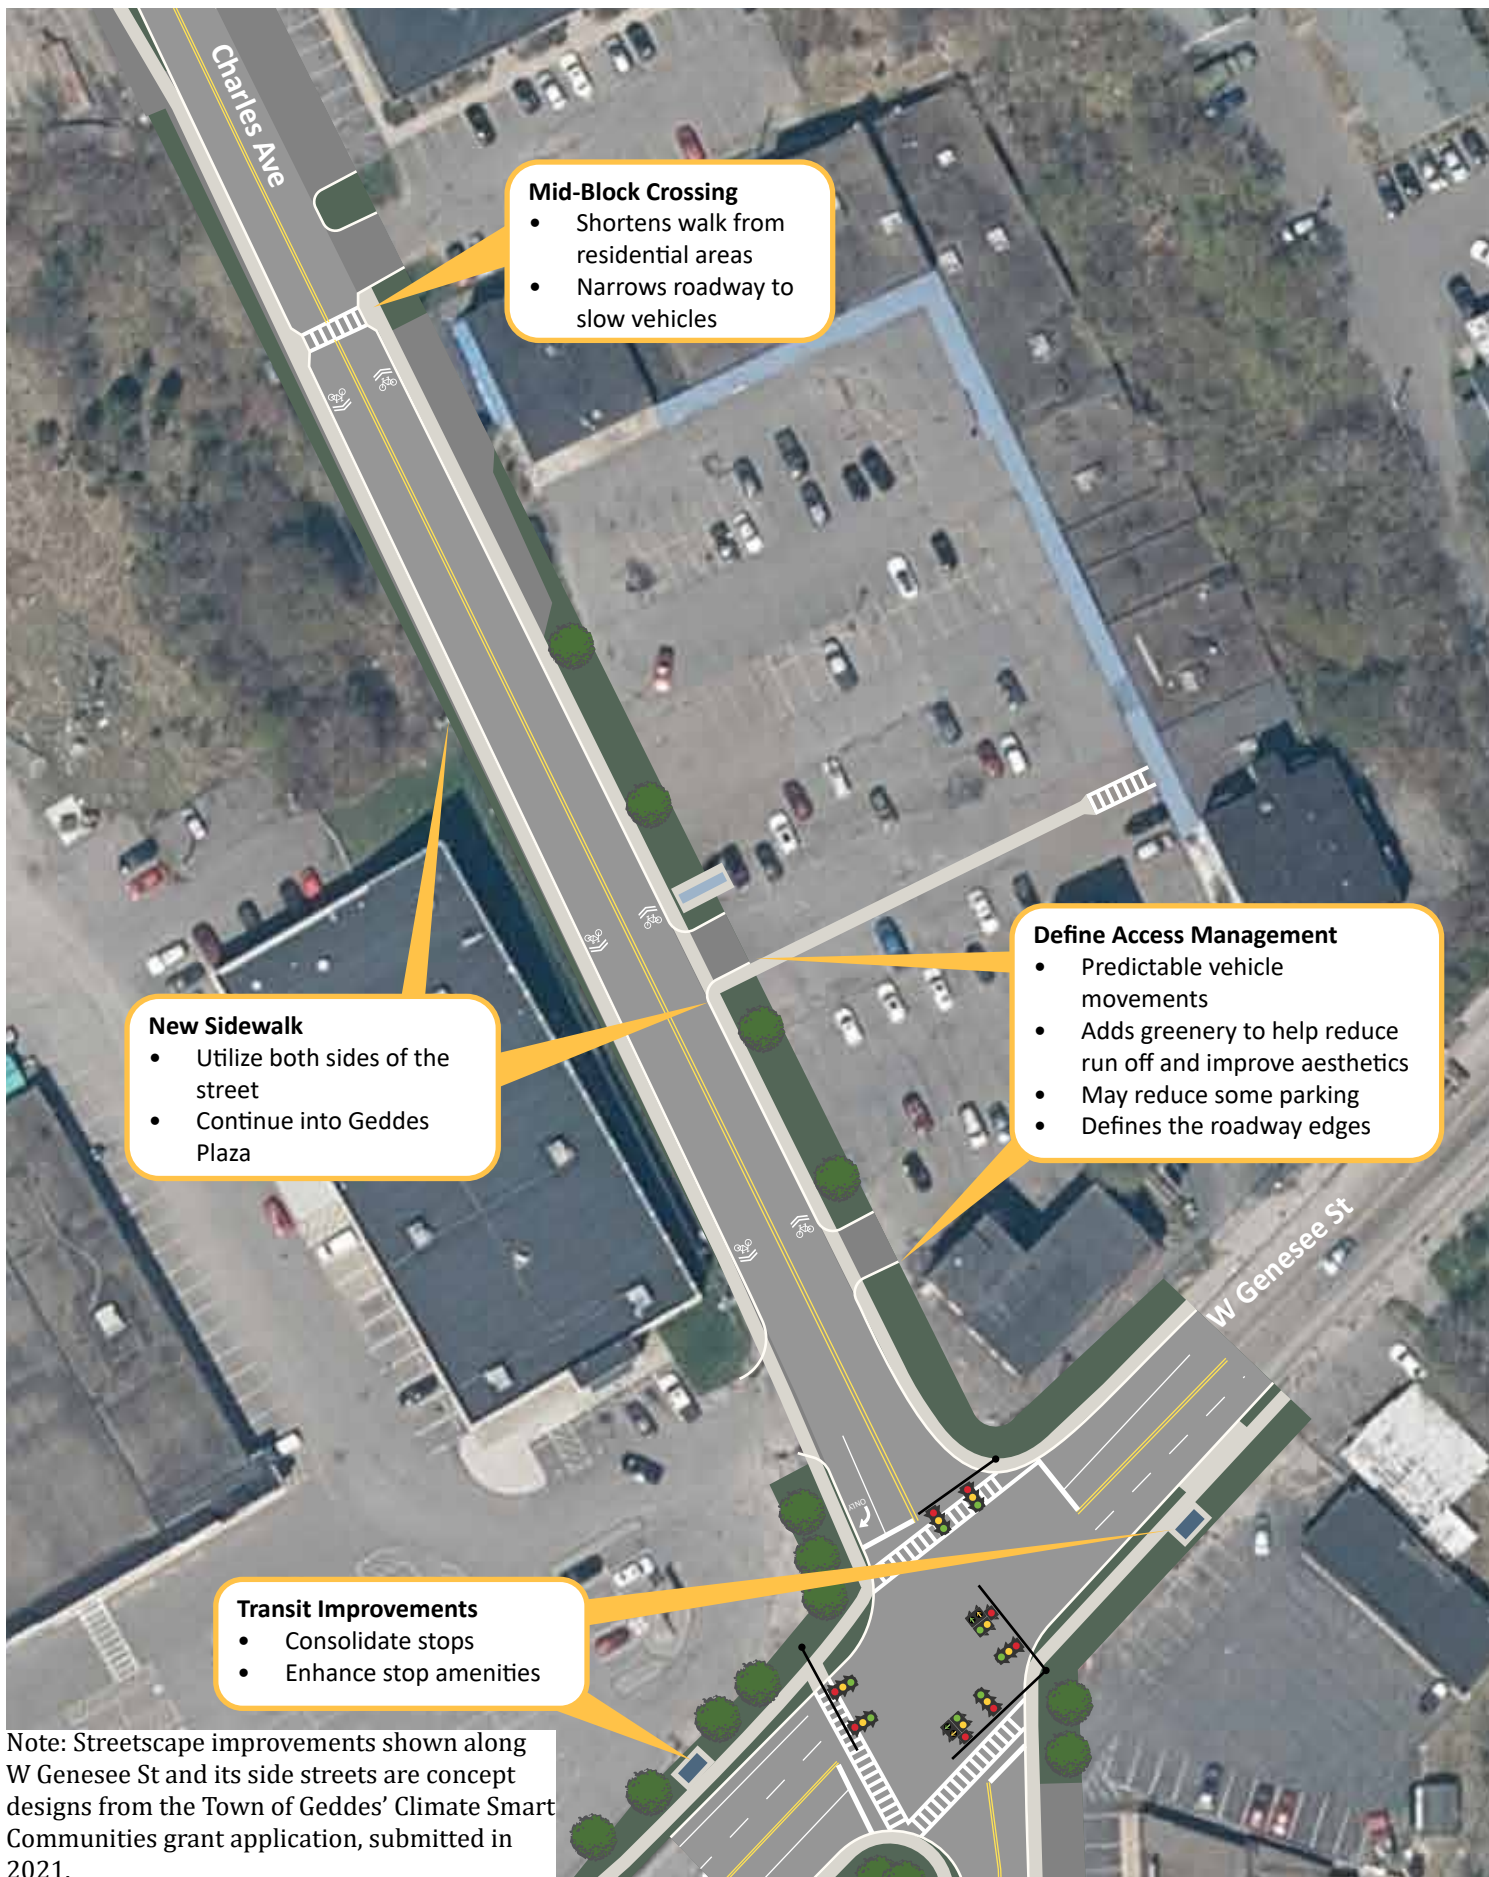 Charles Ave
Mid-Block Crossing
• Shortens walk from
residential areas
• Narrows roadway to
slow vehicles
Define Access Management
• Predictable vehicle
movements
• Adds greenery to help reduce
run off and improve aesthetics
• May reduce some parking
• Defines the roadway edges
New Sidewalk
• Utilize both sides of the
street
• Continue into Geddes
Plaza
W Genesee St
ONLY
Transit Improvements
• Consolidate stops
• Enhance stop amenities
Note: Streetscape improvements shown along
W Genesee St and its side streets are concept
designs from the Town of Geddes’ Climate Smart
Communities grant application, submitted in
2021.